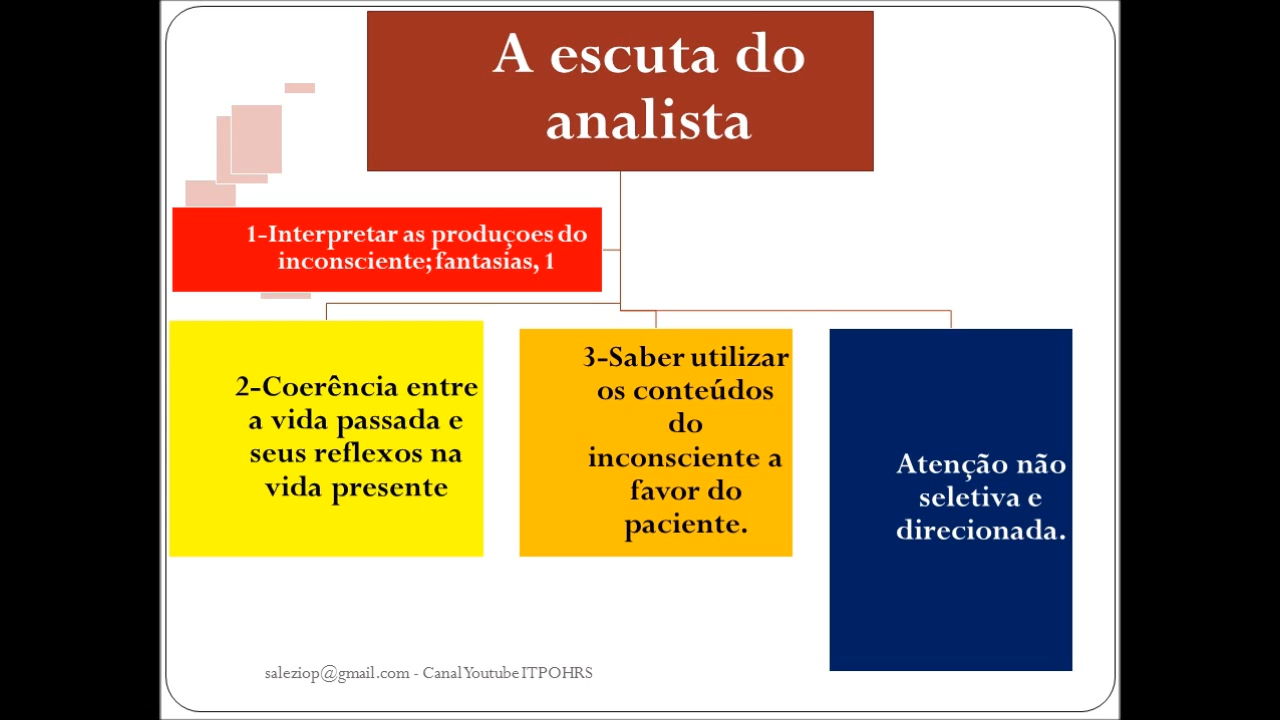 A escuta do
analista
1-Interpretar as produçoes do
inconsciente; fantasias, 1
2-Coerência entre
a vida passada e
seus reflexos na
vida presente
3-Saber utilizar
os conteúdos
do
inconsciente a
favor do
paciente.
Atenção não
seletiva e
direcionada.
saleziop@gmail.com - Canal Youtube ITPOHRS